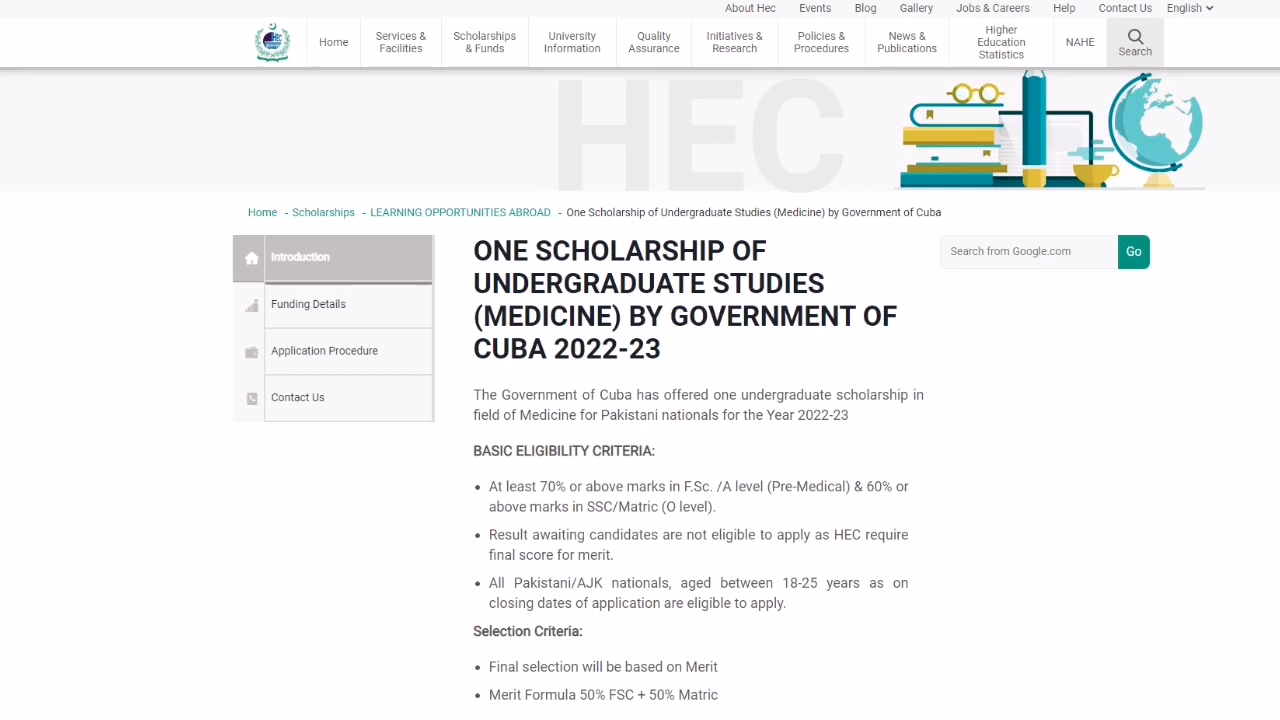 About Hec Events Blog Gallery Jobs & Careers Help Contact Us English
HEC
Home
Services &
Facilities
Scholarships
& Funds
University
Information
Quality
Assurance
Initiatives &
Research
Policies &
Procedures
News &
Publications
Higher
Education
Statistics
NAHE
Search
HEC
Home - Scholarships - LEARNING OPPORTUNITIES ABROAD - One Scholarship of Undergraduate Studies (Medicine) by Government of Cuba
Introduction
Funding Details
Application Procedure
Contact Us
ONE SCHOLARSHIP OF
UNDERGRADUATE STUDIES
(MEDICINE) BY GOVERNMENT OF
CUBA 2022-23
Search from Google.com Go
The Government of Cuba has offered one undergraduate scholarship in
field of Medicine for Pakistani nationals for the Year 2022-23
BASIC ELIGIBILITY CRITERIA:
• At least 70% or above marks in F.Sc. /A level (Pre-Medical) & 60% or
above marks in SSC/Matric (O level).
• Result awaiting candidates are not eligible to apply as HEC require
final score for merit.
• All Pakistani/AJK nationals, aged between 18-25 years as on
closing dates of application are eligible to apply.
Selection Criteria:
• Final selection will be based on Merit
• Merit Formula 50% FSC + 50% Matric